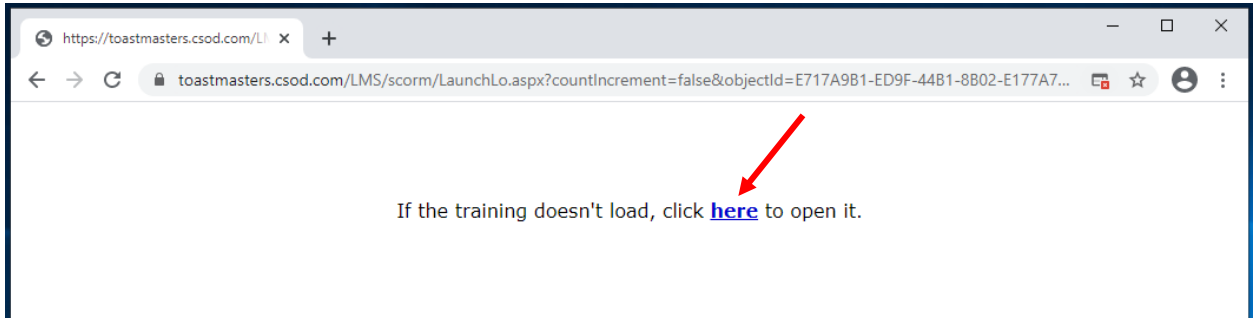 https://toastmasters.csod.com/LM
toastmasters.csod.com/LMS/scorm/LaunchLo.aspx?countIncrement=false&objectId=E717A9B1-ED9F-44B1-8B02-E177A7...
If the training doesn't load, click here to open it.